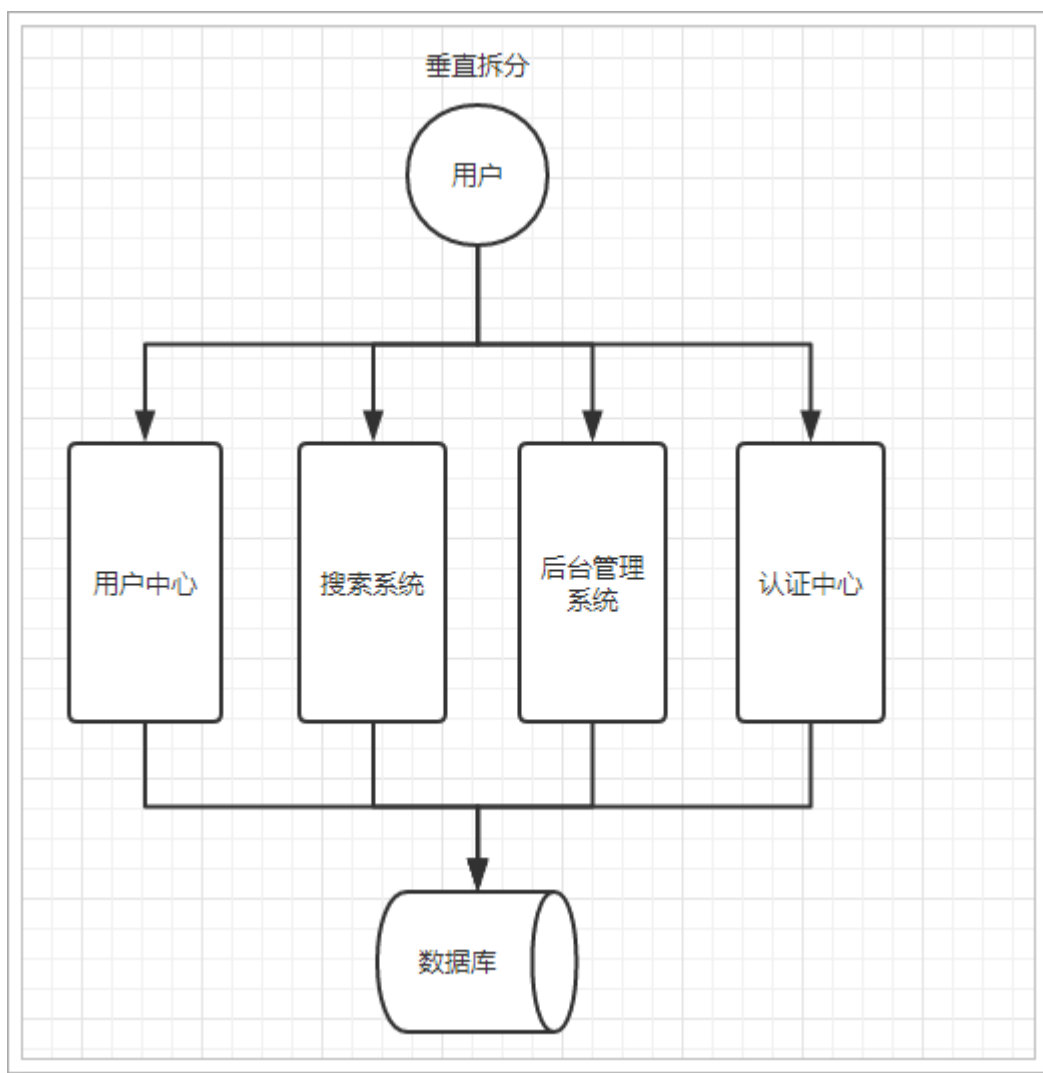 垂直拆分
用户
用户中心
搜索系统
后台管理
系统
认证中心
数据库